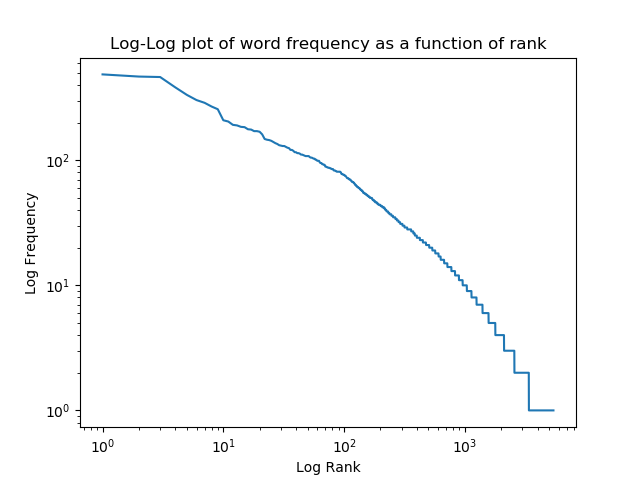 Log-Log plot of word frequency as a function of rank
Log Frequency
10²
10¹
10⁰
10⁰ 10¹ 10² 10³
Log Rank